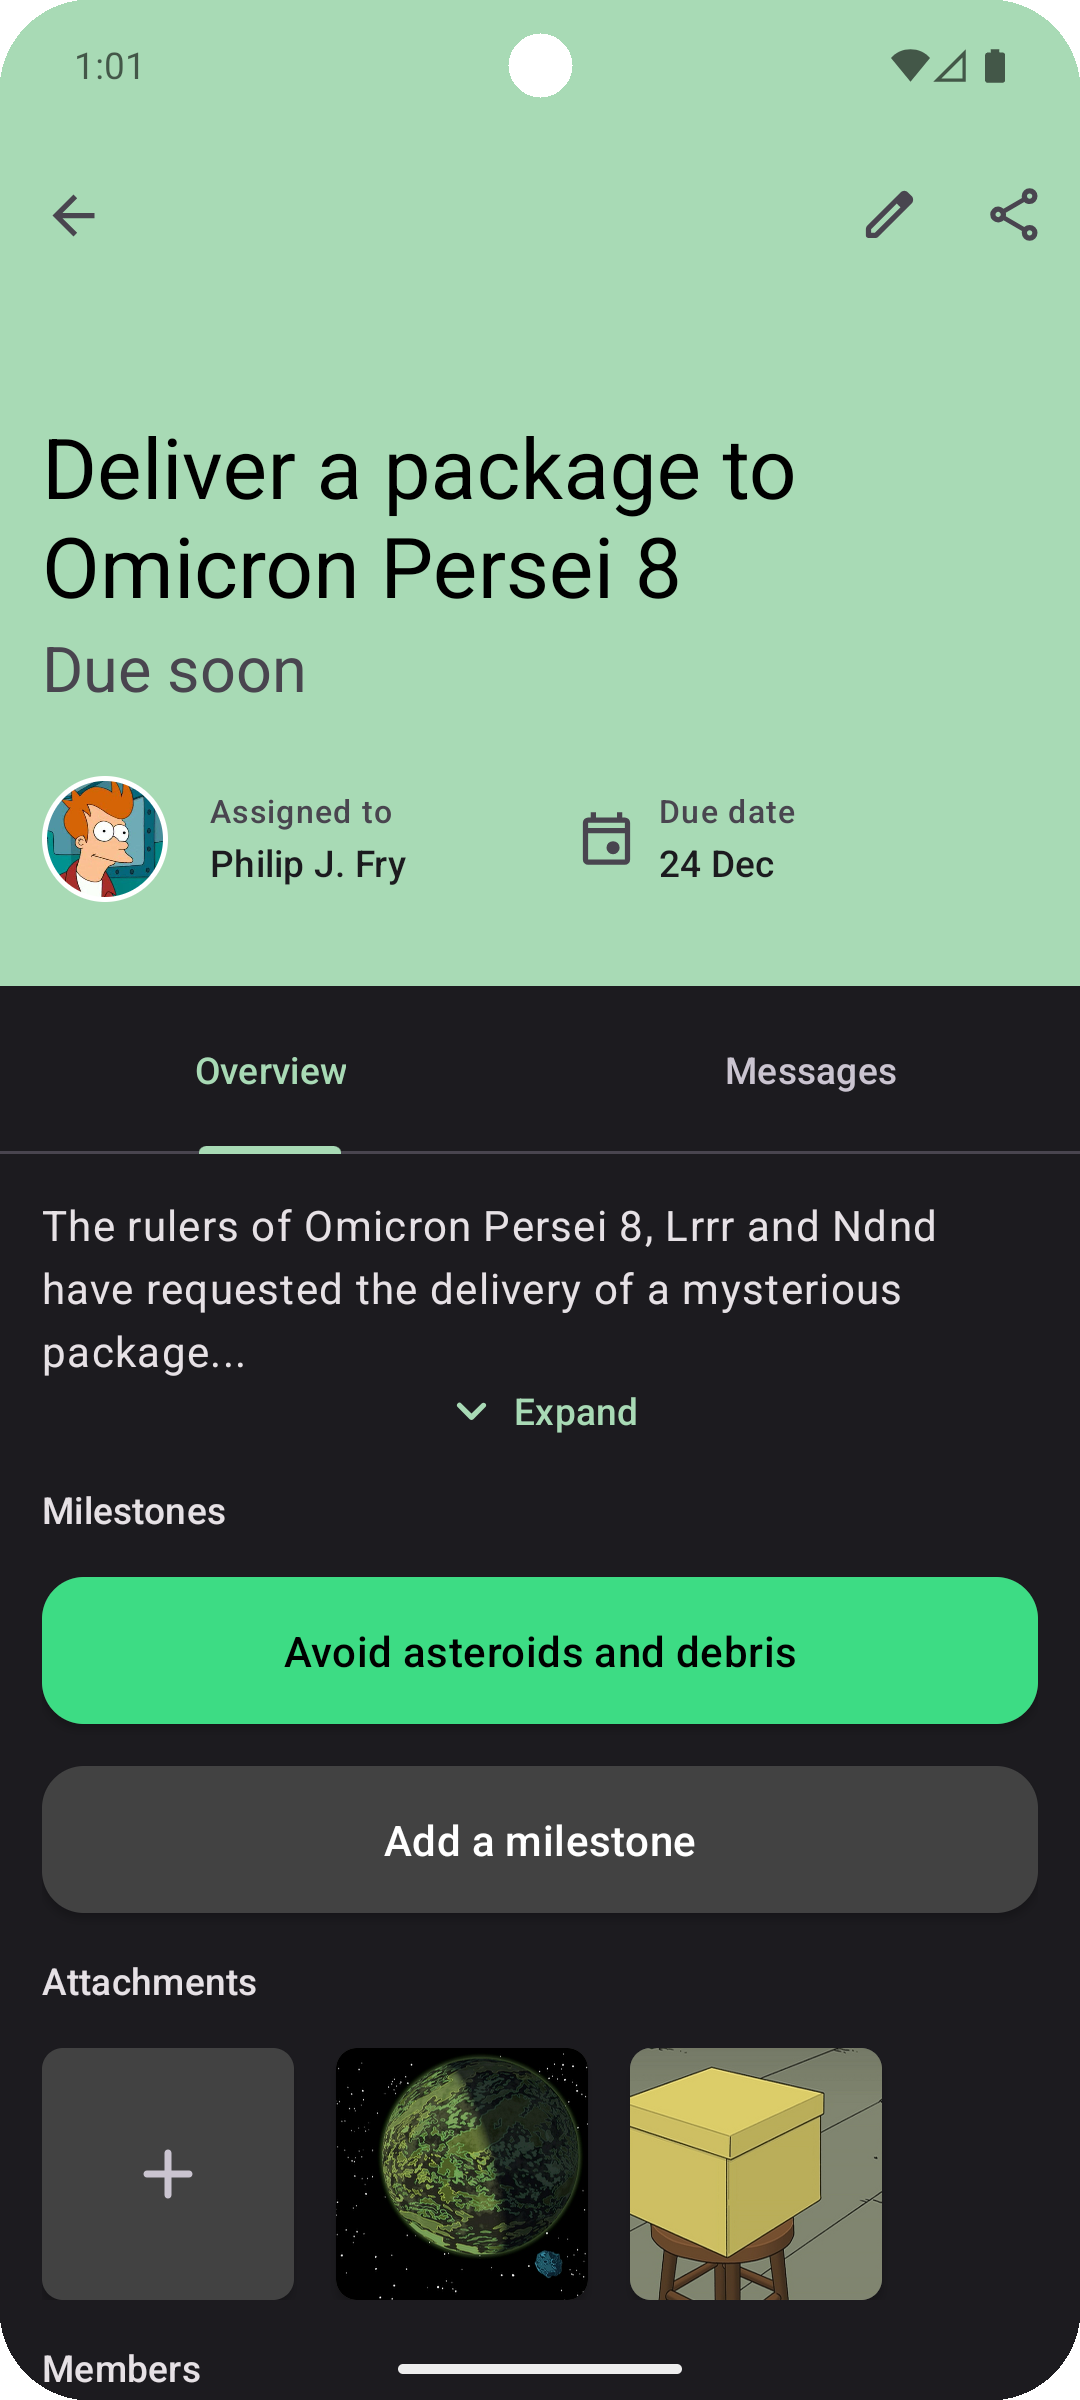 1:01
Deliver a package to
Omicron Persei 8
Due soon
Assigned to
Philip J. Fry
Due date
24 Dec
Overview
Messages
The rulers of Omicron Persei 8, Lrrr and Ndnd
have requested the delivery of a mysterious
package...
Expand
Milestones
Avoid asteroids and debris
Add a milestone
Attachments
Members